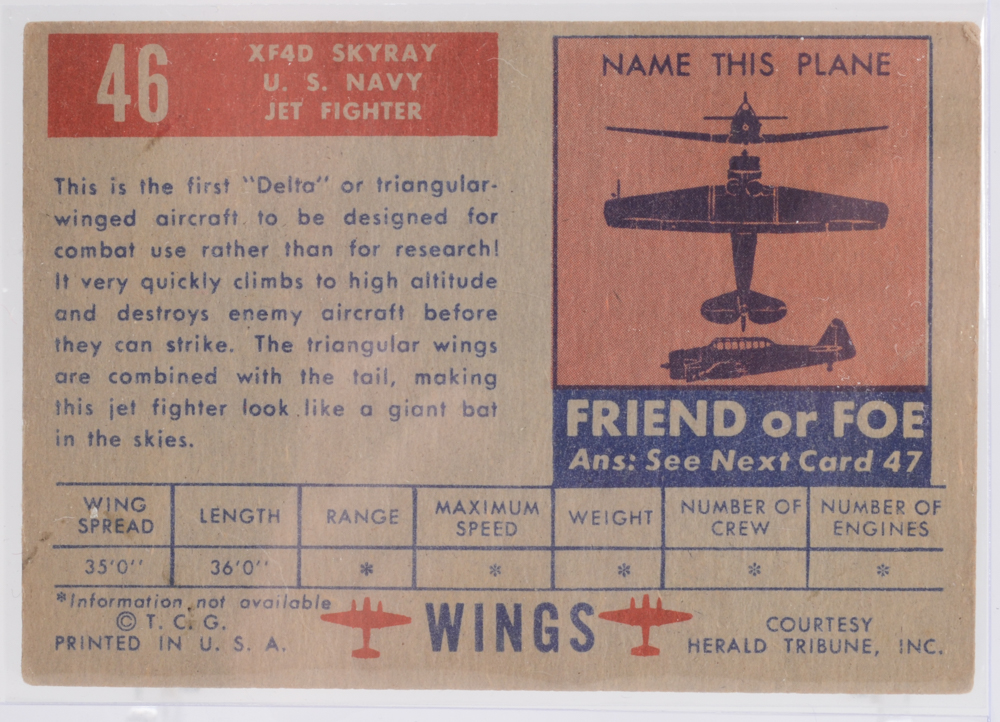 46
XF4D SKYRAY
U. S. NAVY
JET FIGHTER
This is the first "Delta" or triangular-
winged aircraft to be designed for
combat use rather than for research!
It very quickly climbs to high altitude
and destroys enemy aircraft before
they can strike. The triangular wings
are combined with the tail, making
this jet fighter look like a giant bat
in the skies.
NAME THIS PLANE
FRIEND or FOE
Ans: See Next Card 47
WING SPREAD LENGTH RANGE MAXIMUM SPEED WEIGHT NUMBER OF CREW NUMBER OF ENGINES
35'0" 36'0" * * * * *
*Information not available
© T. C. G.
PRINTED IN U. S. A.
WINGS
COURTESY
HERALD TRIBUNE, INC.